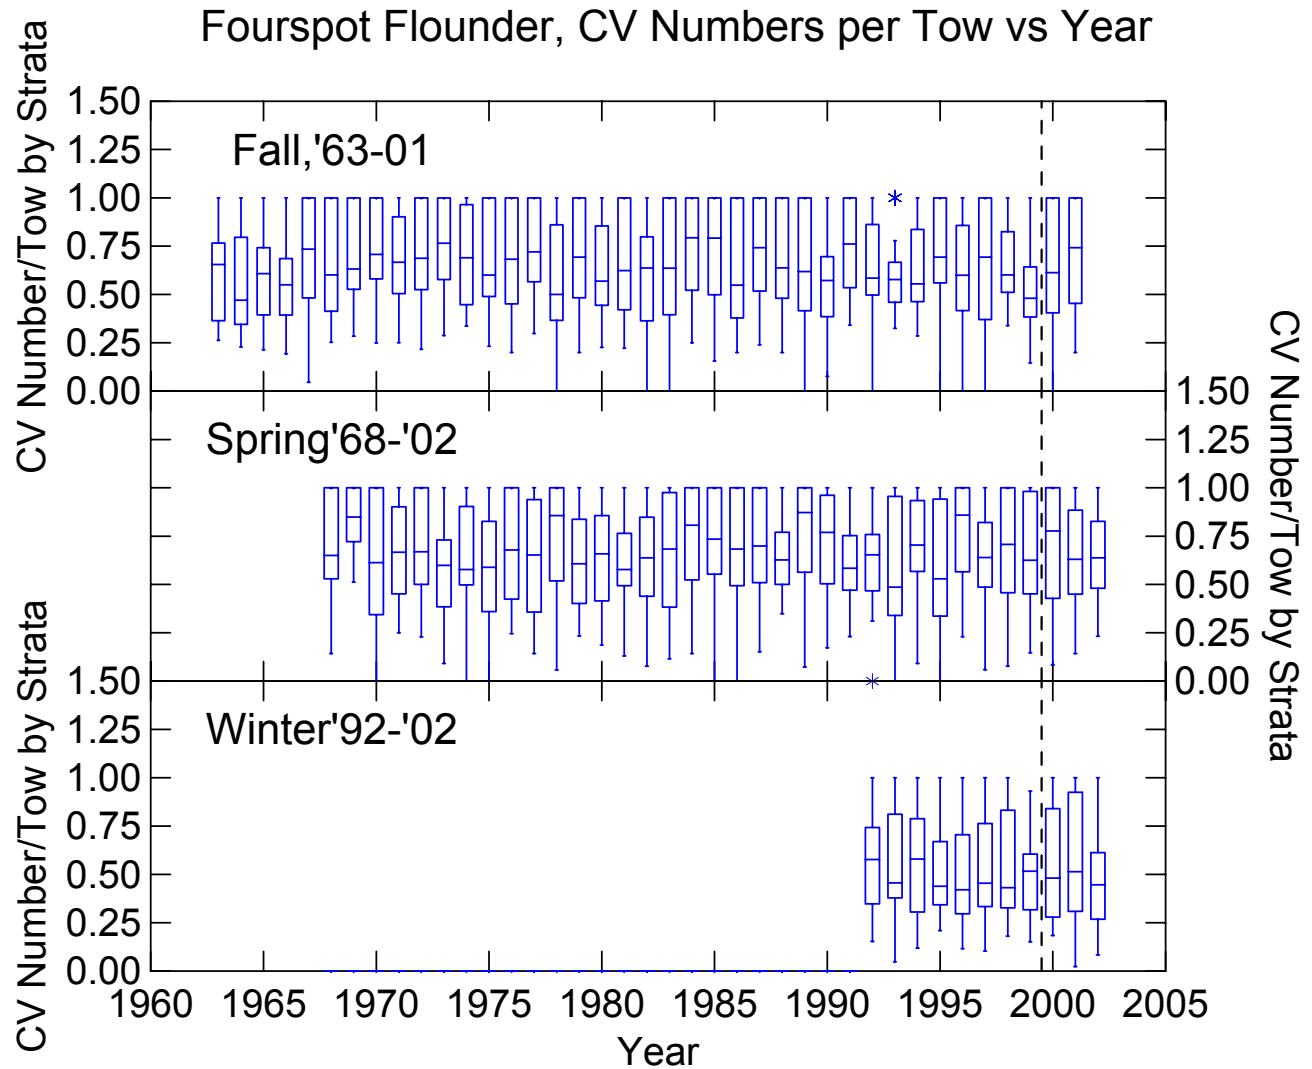 Fourspot Flounder, CV Numbers per Tow vs Year
CV Number/Tow by Strata
1.50
1.25
1.00
0.75
0.50
0.25
0.00
Fall,'63-01
CV Number/Tow by Strata
1.50
1.25
1.00
0.75
0.50
0.25
0.00
Spring'68-'02
CV Number/Tow by Strata
1.50
1.25
1.00
0.75
0.50
0.25
0.00
Winter'92-'02
1960 1965 1970 1975 1980 1985 1990 1995 2000 2005
Year